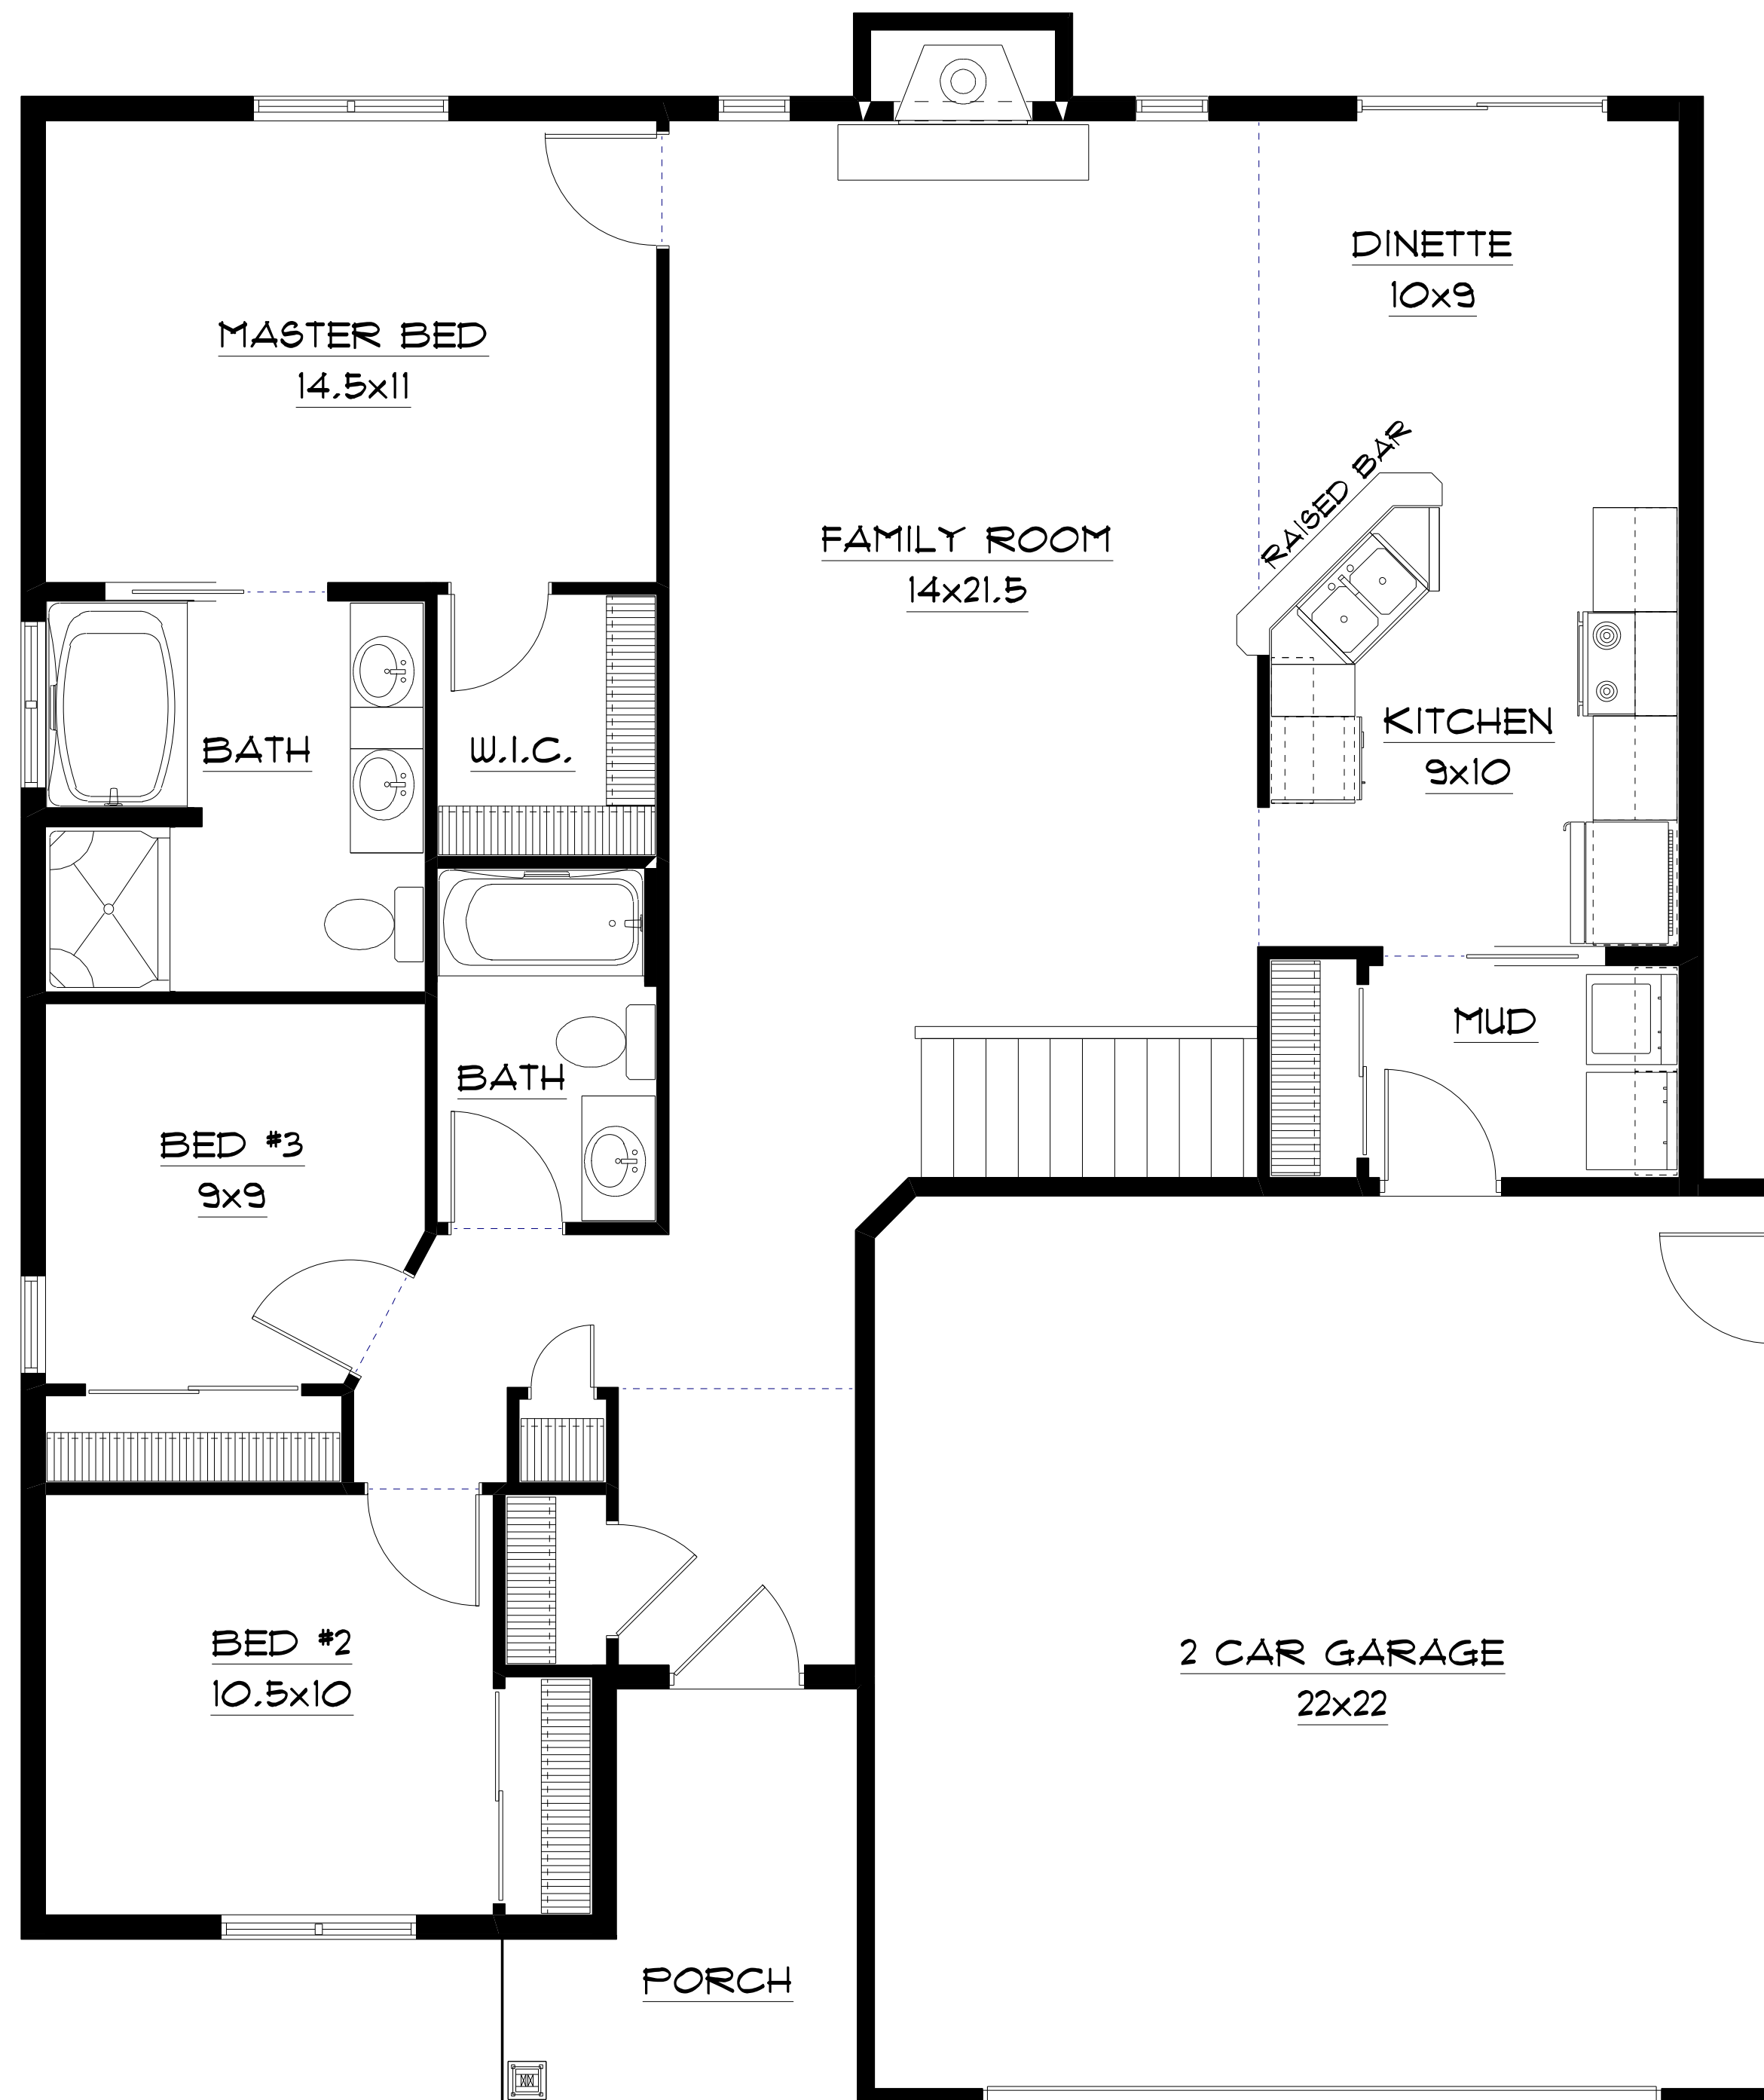 DINETTE
10x9
MASTER BED
14.5x11
RAISED BAR
FAMILY ROOM
14x21.5
KITCHEN
9x10
BATH
W.I.C.
MUD
BATH
BED #3
9x9
BED #2
10.5x10
2 CAR GARAGE
22x22
PORCH